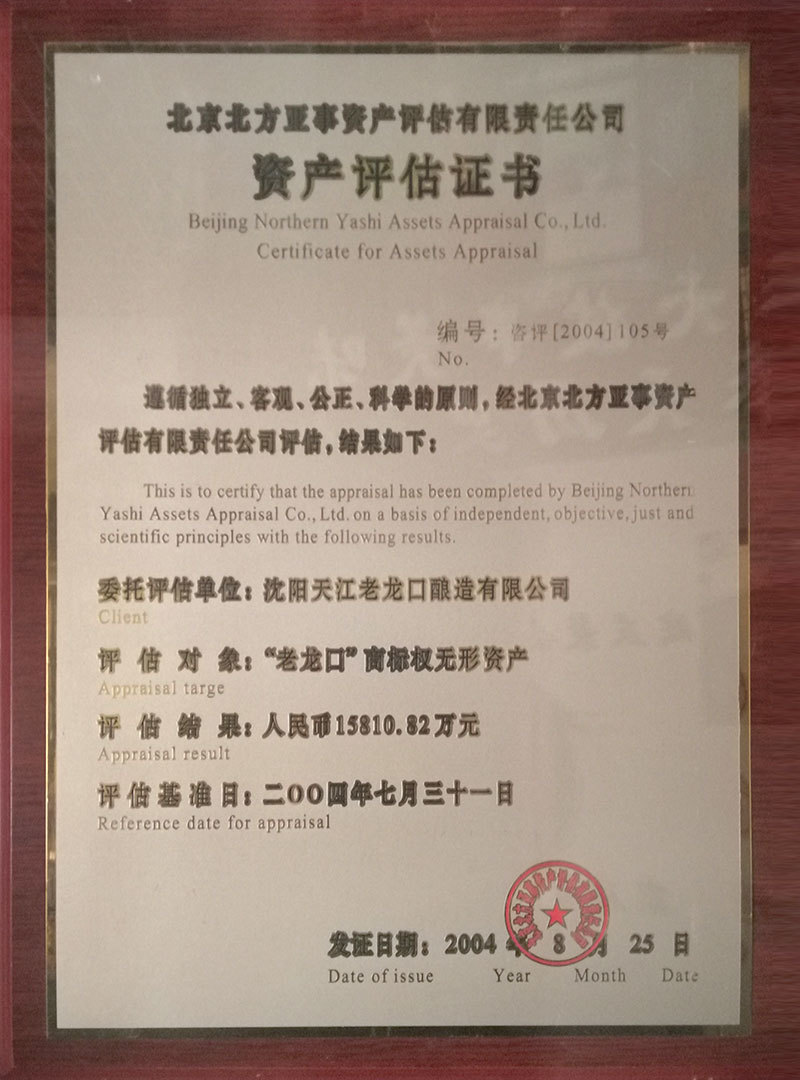 北京北方亚事资产评估有限责任公司
资产评估证书
Beijing Northern Yashi Assets Appraisal Co., Ltd.
Certificate for Assets Appraisal
编号：咨评[2004]105号
No.
遵循独立、客观、公正、科学的原则，经北京北方亚事资产
评估有限责任公司评估，结果如下：
This is to certify that the appraisal has been completed by Beijing Northern
Yashi Assets Appraisal Co., Ltd. on a basis of independent, objective, just and
scientific principles with the following results.
委托评估单位：沈阳天江老龙口酿造有限公司
Client
评估对象：“老龙口”商标权无形资产
Appraisal targe
评估结果：人民币15810.82万元
Appraisal result
评估基准日：二OO四年七月三十一日
Reference date for appraisal
发证日期：2004年8月25日
Date of issue Year Month Date